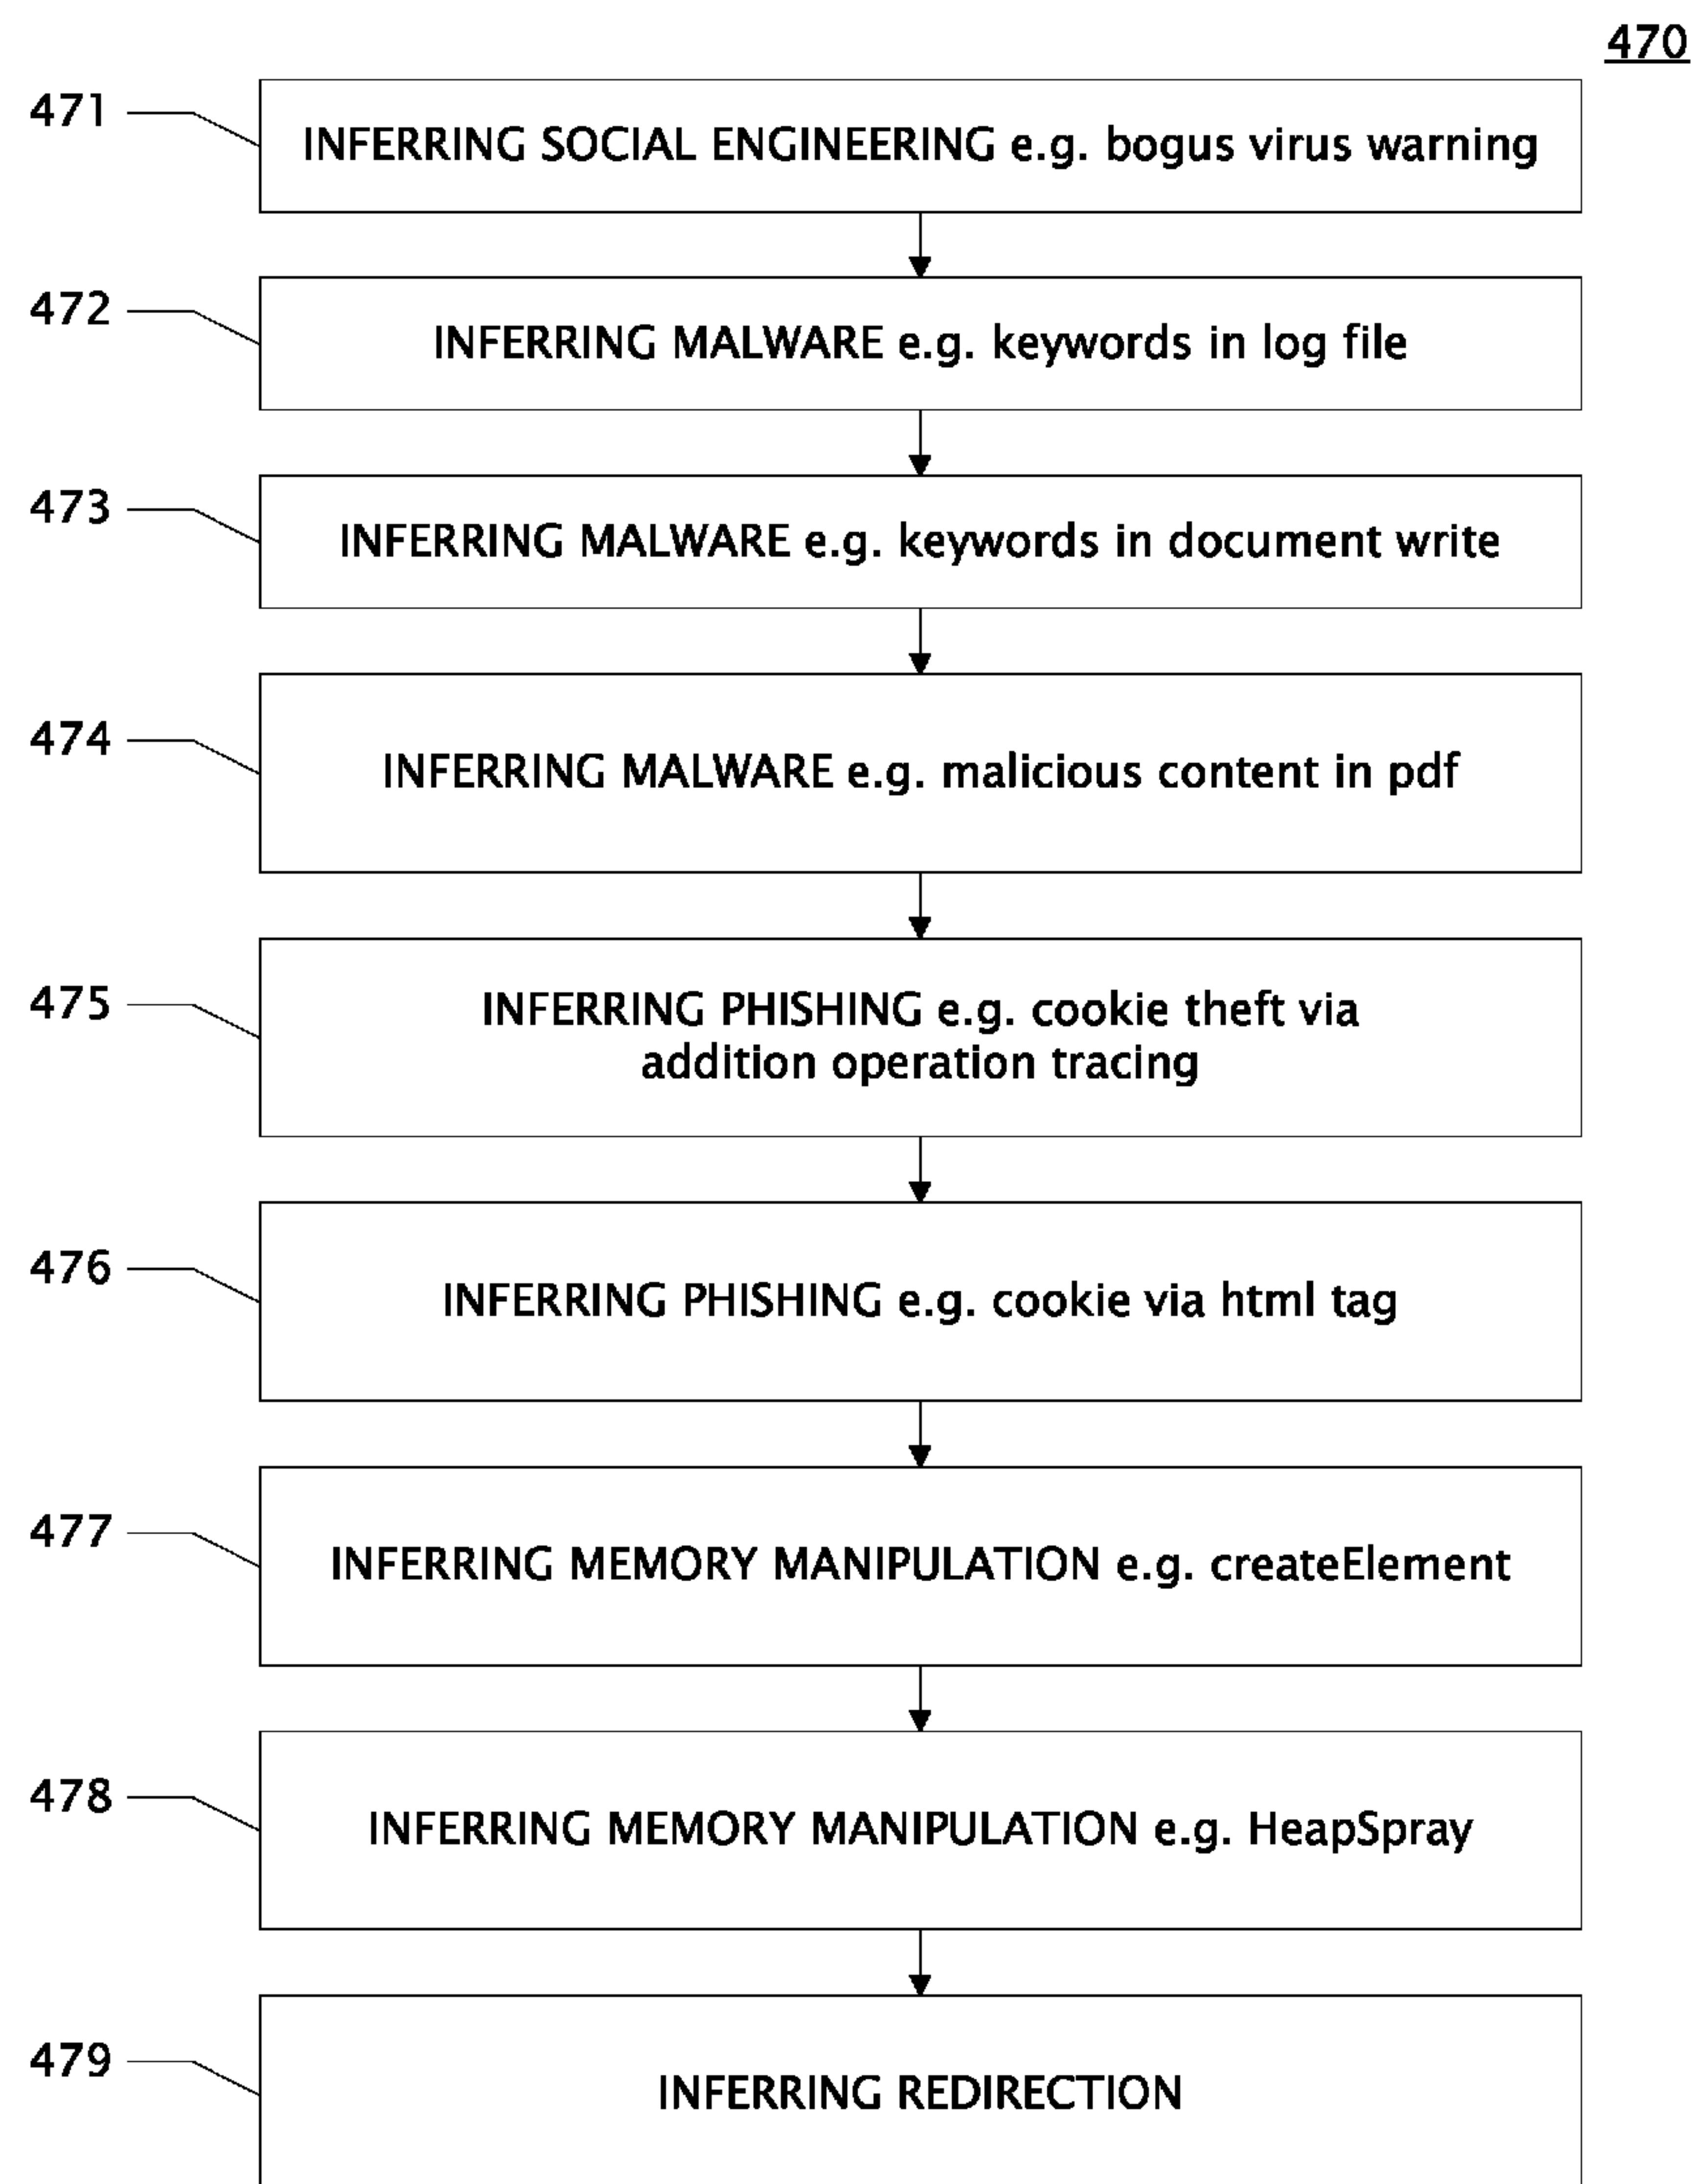 470
471
INFERRING SOCIAL ENGINEERING e.g. bogus virus warning
472
INFERRING MALWARE e.g. keywords in log file
473
INFERRING MALWARE e.g. keywords in document write
474
INFERRING MALWARE e.g. malicious content in pdf
475
INFERRING PHISHING e.g. cookie theft via
addition operation tracing
476
INFERRING PHISHING e.g. cookie via html tag
477
INFERRING MEMORY MANIPULATION e.g. createElement
478
INFERRING MEMORY MANIPULATION e.g. HeapSpray
479
INFERRING REDIRECTION